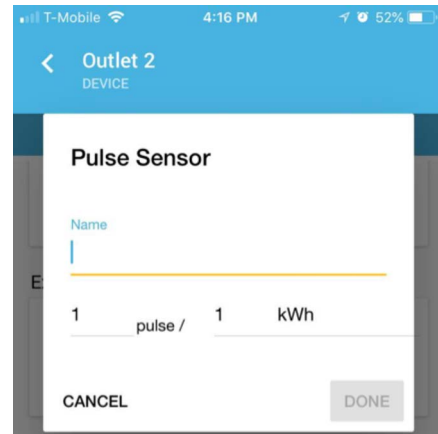 T-Mobile 4:16 PM 52%
Outlet 2
DEVICE
Pulse Sensor
Name
E
1 pulse / 1 kWh
CANCEL DONE